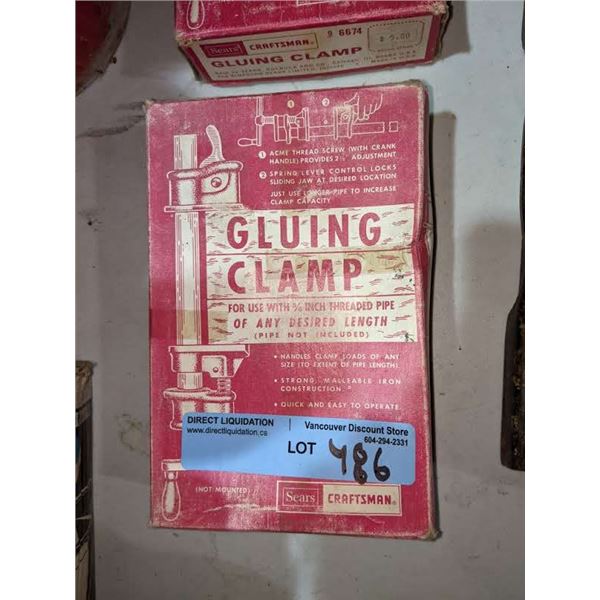 9 6674
$ 9.00
Sears CRAFTSMAN
GLUING CLAMP
1 ACME THREAD SCREW (WITH CRANK
HANDLE) PROVIDES 2½ ADJUSTMENT
2 SPRING LEVER CONTROL LOCKS
SLIDING JAW AT DESIRED LOCATION
JUST USE LONGER PIPE TO INCREASE
CLAMP CAPACITY
GLUING
CLAMP
FOR USE WITH ¾ INCH THREADED PIPE
OF ANY DESIRED LENGTH
(PIPE NOT INCLUDED)
• HANDLES CLAMP LOADS OF ANY
SIZE (TO EXTENT OF PIPE LENGTH)
• STRONG, MALLEABLE IRON
CONSTRUCTION
• QUICK AND EASY TO OPERATE
DIRECT LIQUIDATION
www.directliquidation.ca
Vancouver Discount Store
604-294-2331
LOT 486
(NOT MOUNTED)
Sears CRAFTSMAN